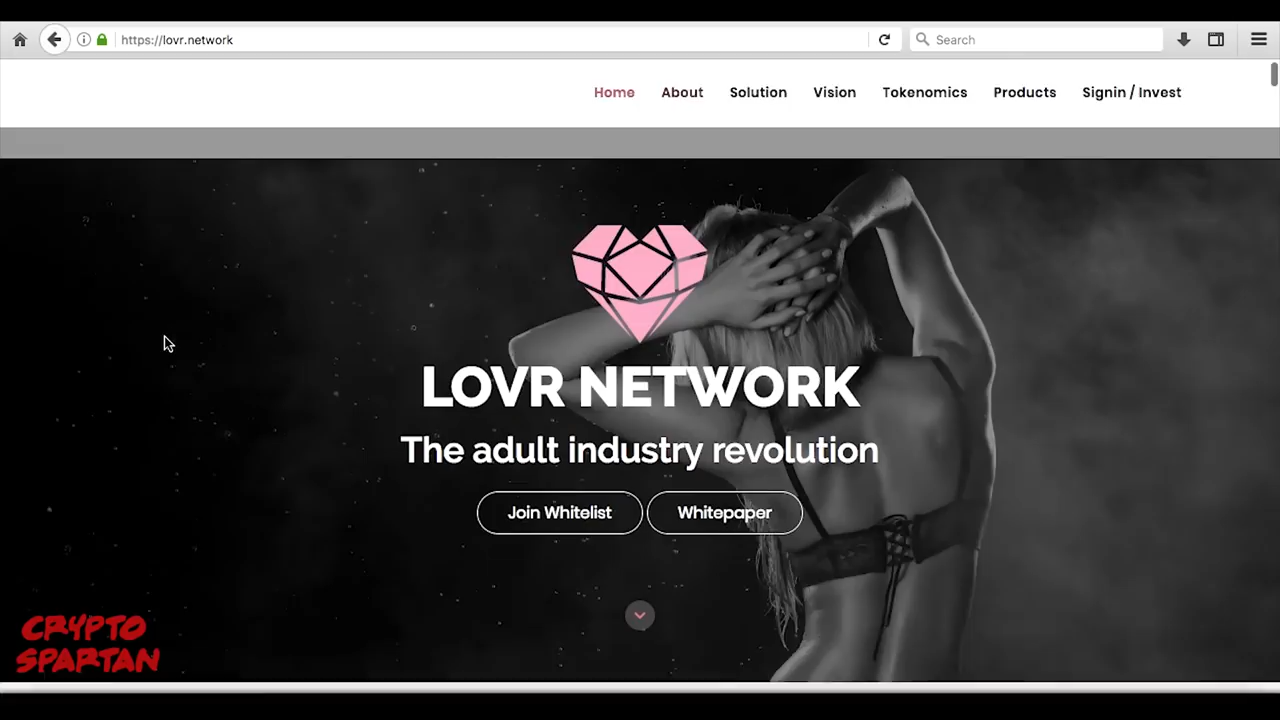 https://lovr.network
Search
Home About Solution Vision Tokenomics Products Signin / Invest
LOVR NETWORK
The adult industry revolution
Join Whitelist Whitepaper
CRYPTO
SPARTAN